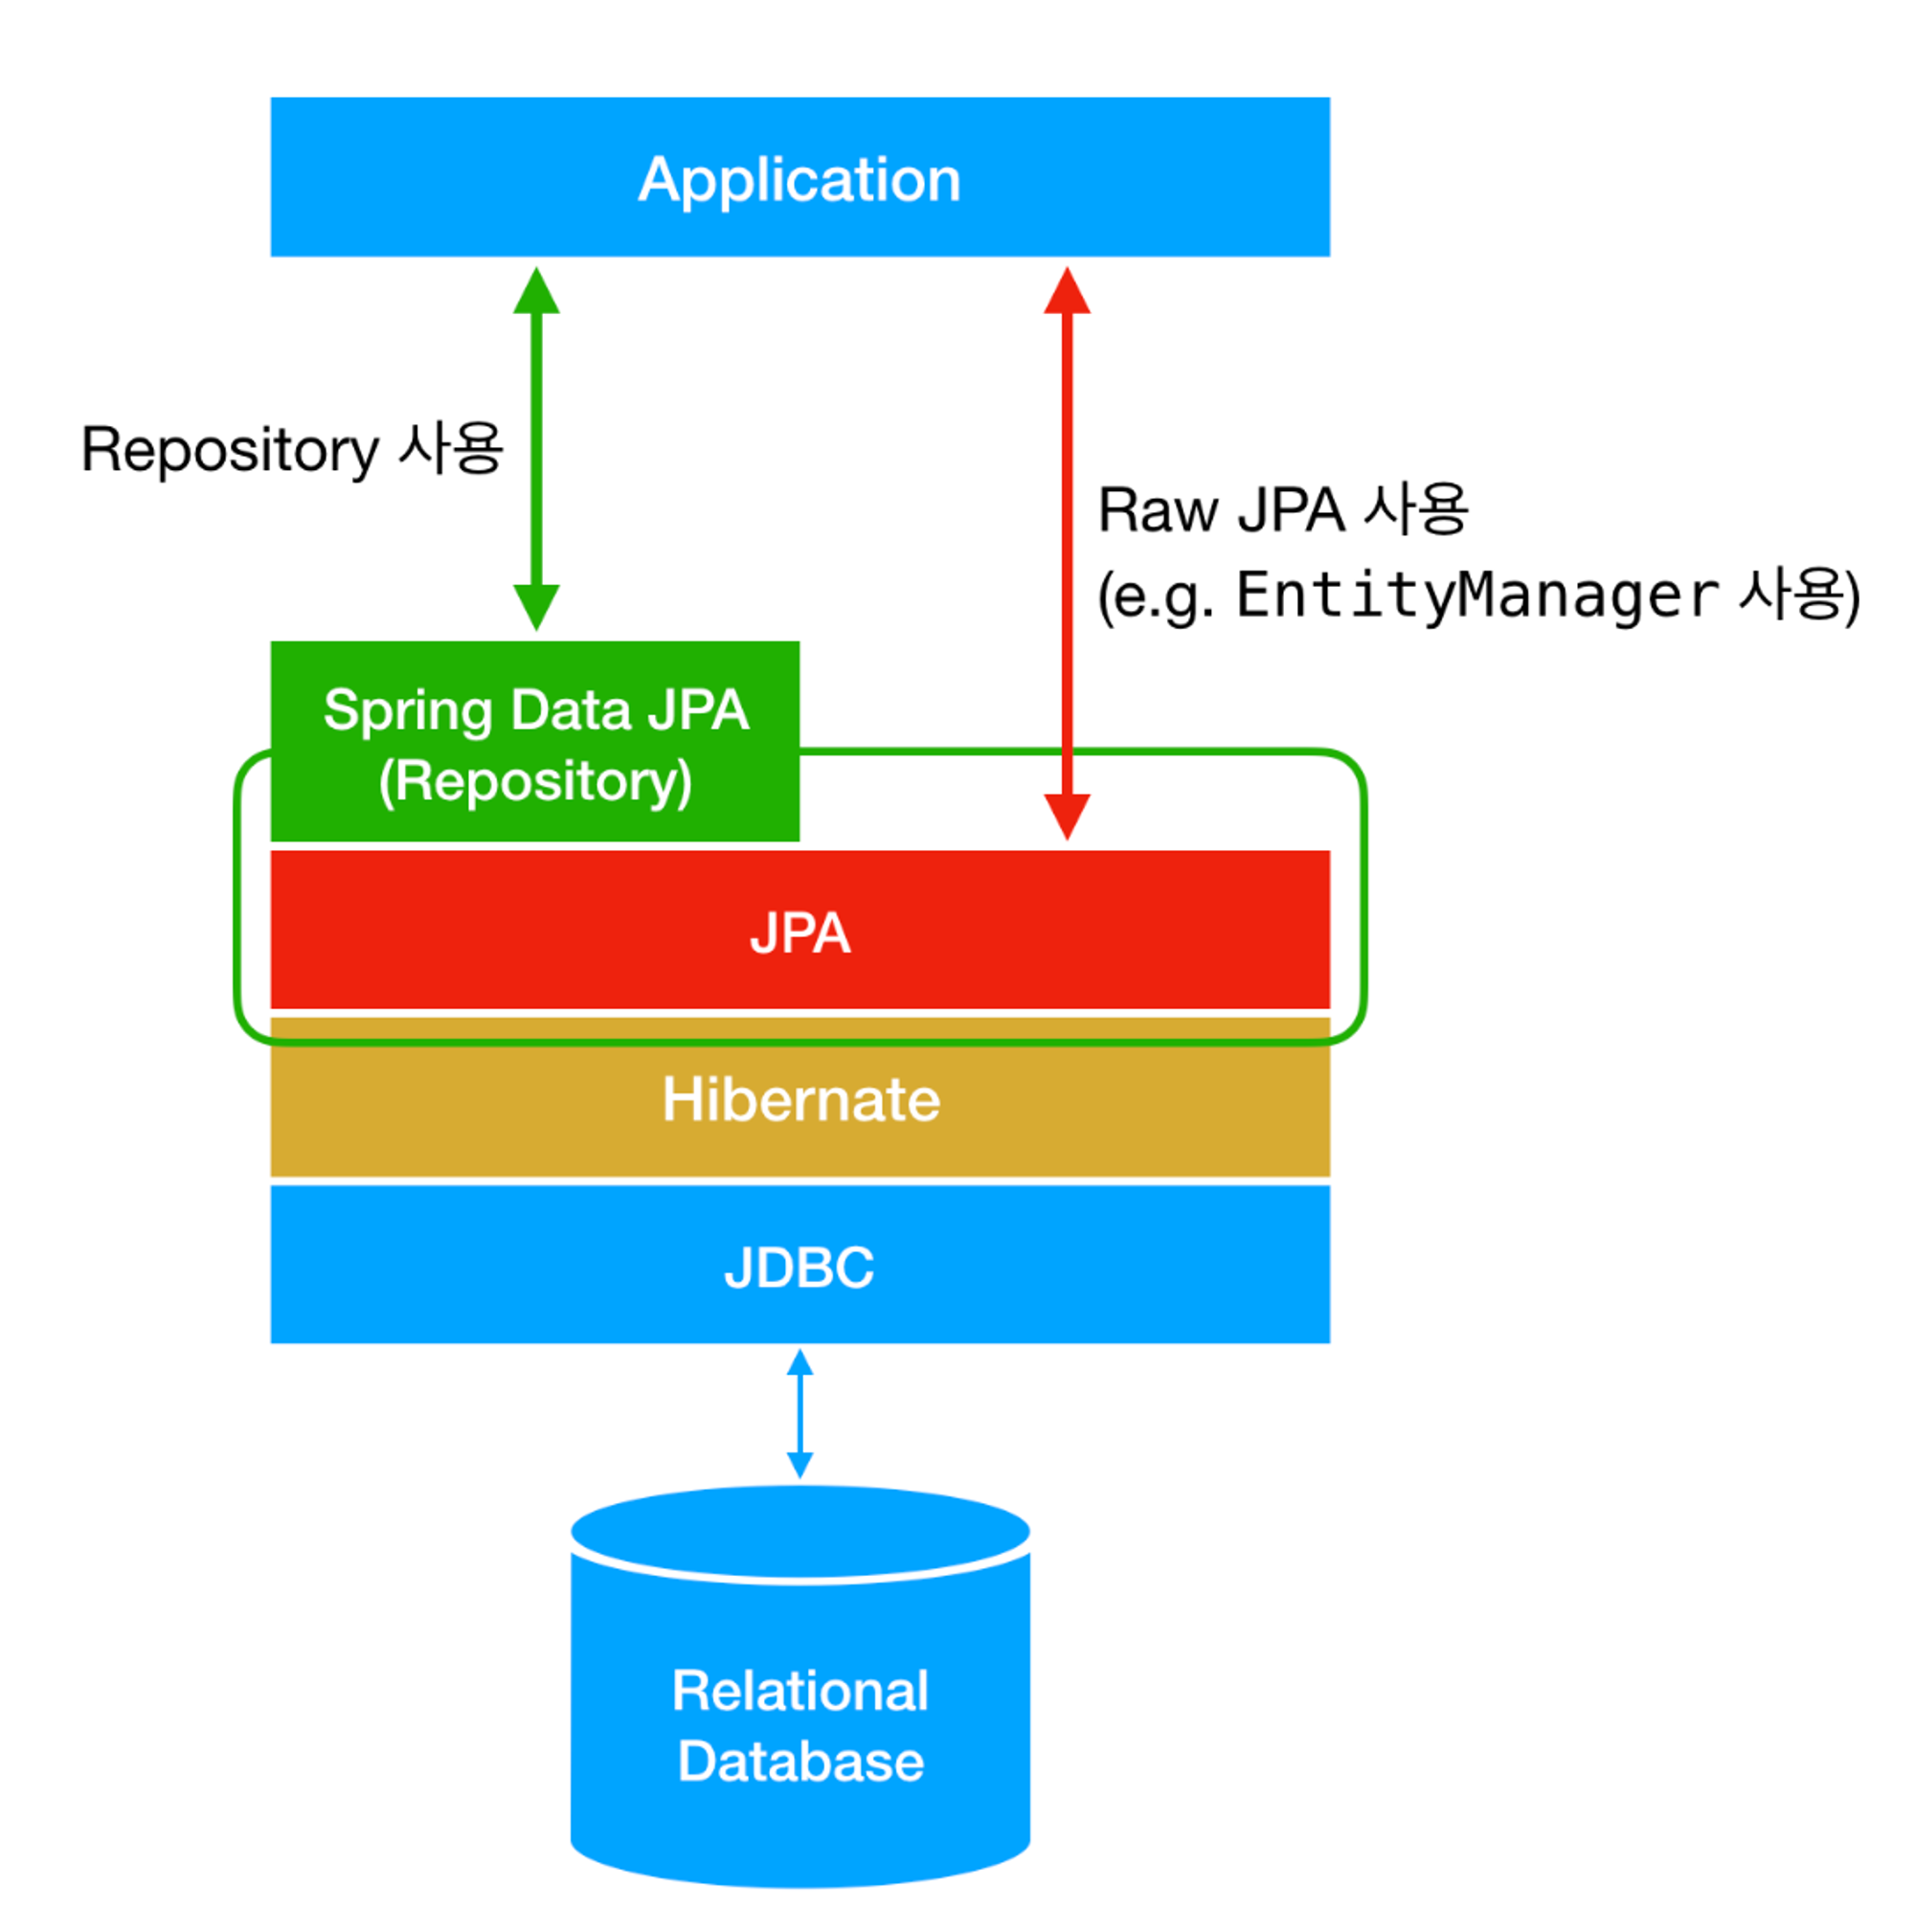 Application
Repository 사용
Raw JPA 사용
(e.g. EntityManager 사용)
Spring Data JPA
(Repository)
JPA
Hibernate
JDBC
Relational
Database